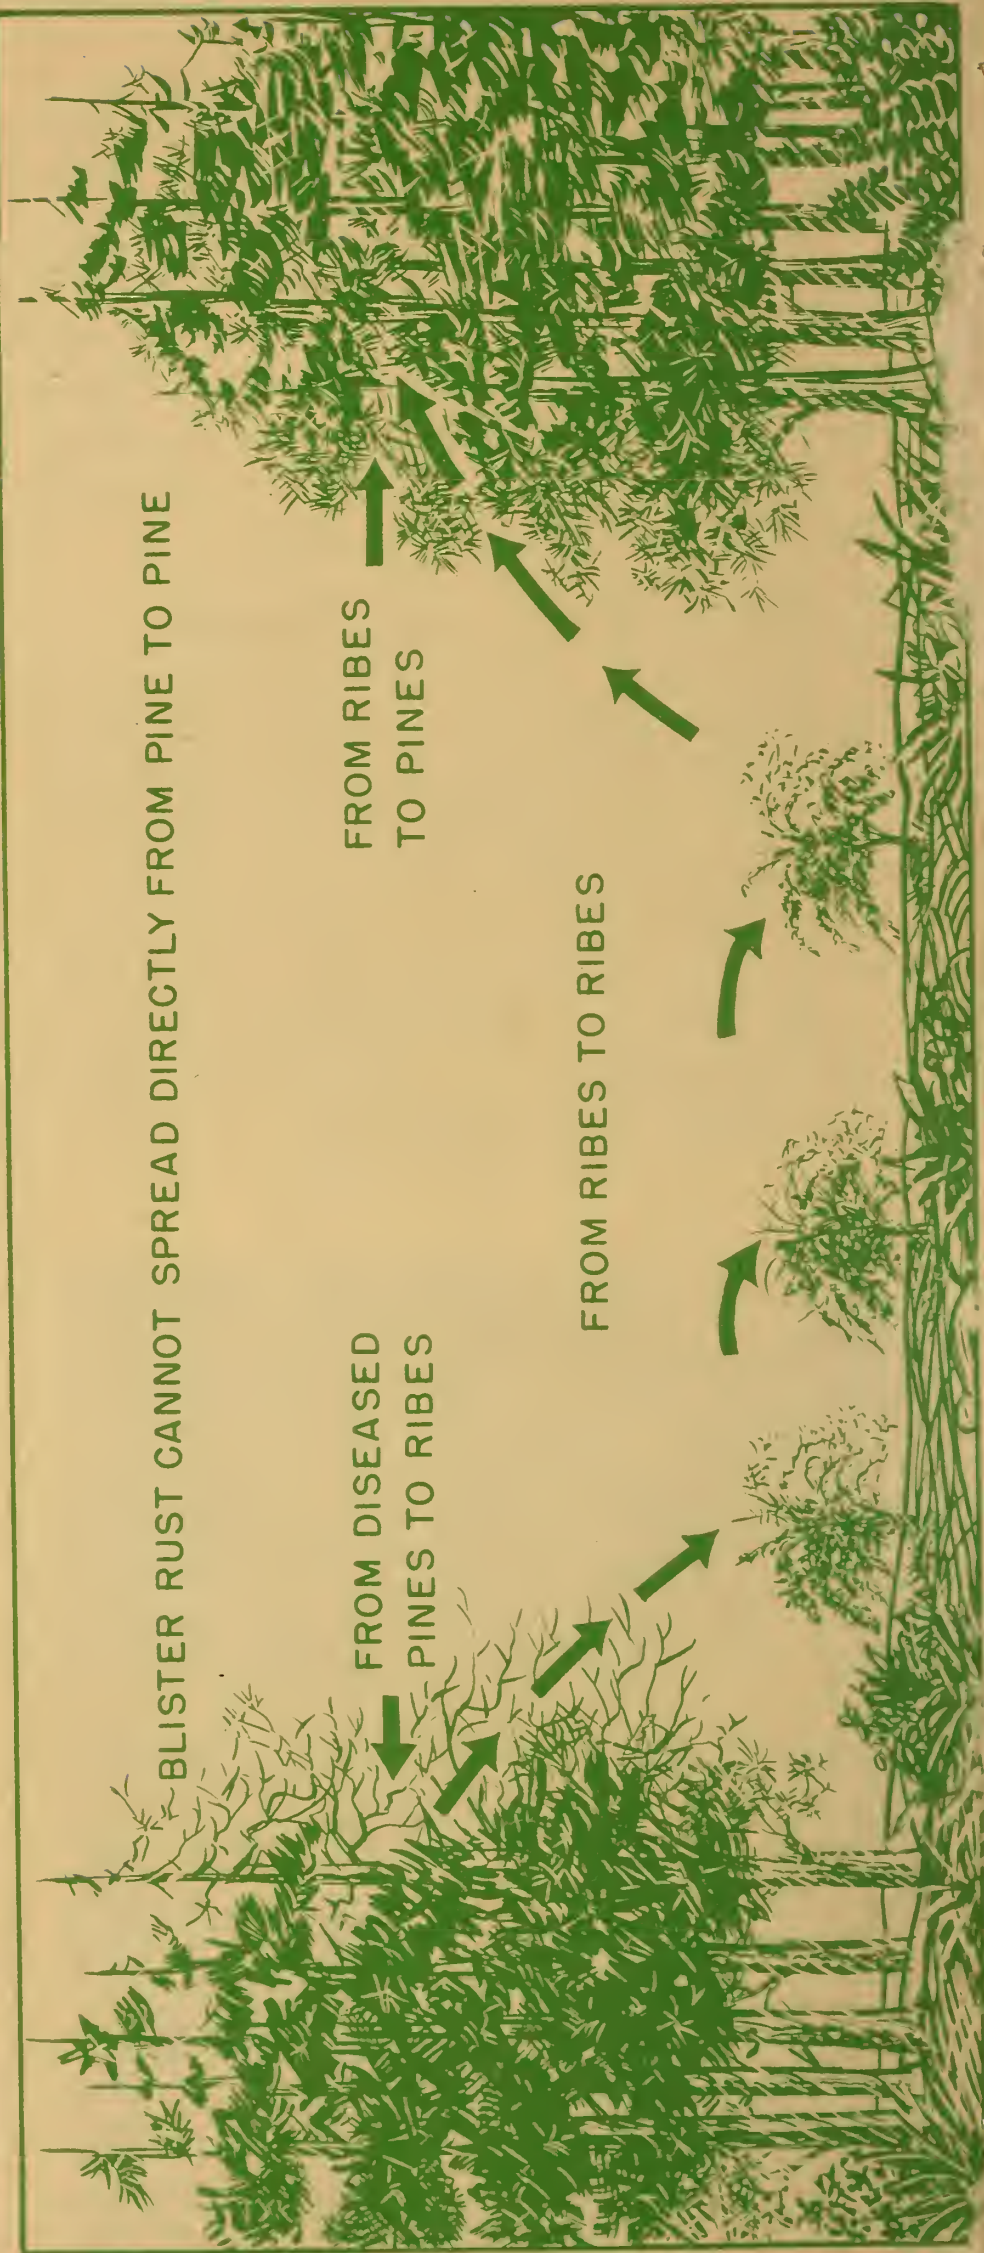 BLISTER RUST CANNOT SPREAD DIRECTLY FROM PINE TO PINE
FROM DISEASED
PINES TO RIBES
FROM RIBES
TO PINES
FROM RIBES TO RIBES